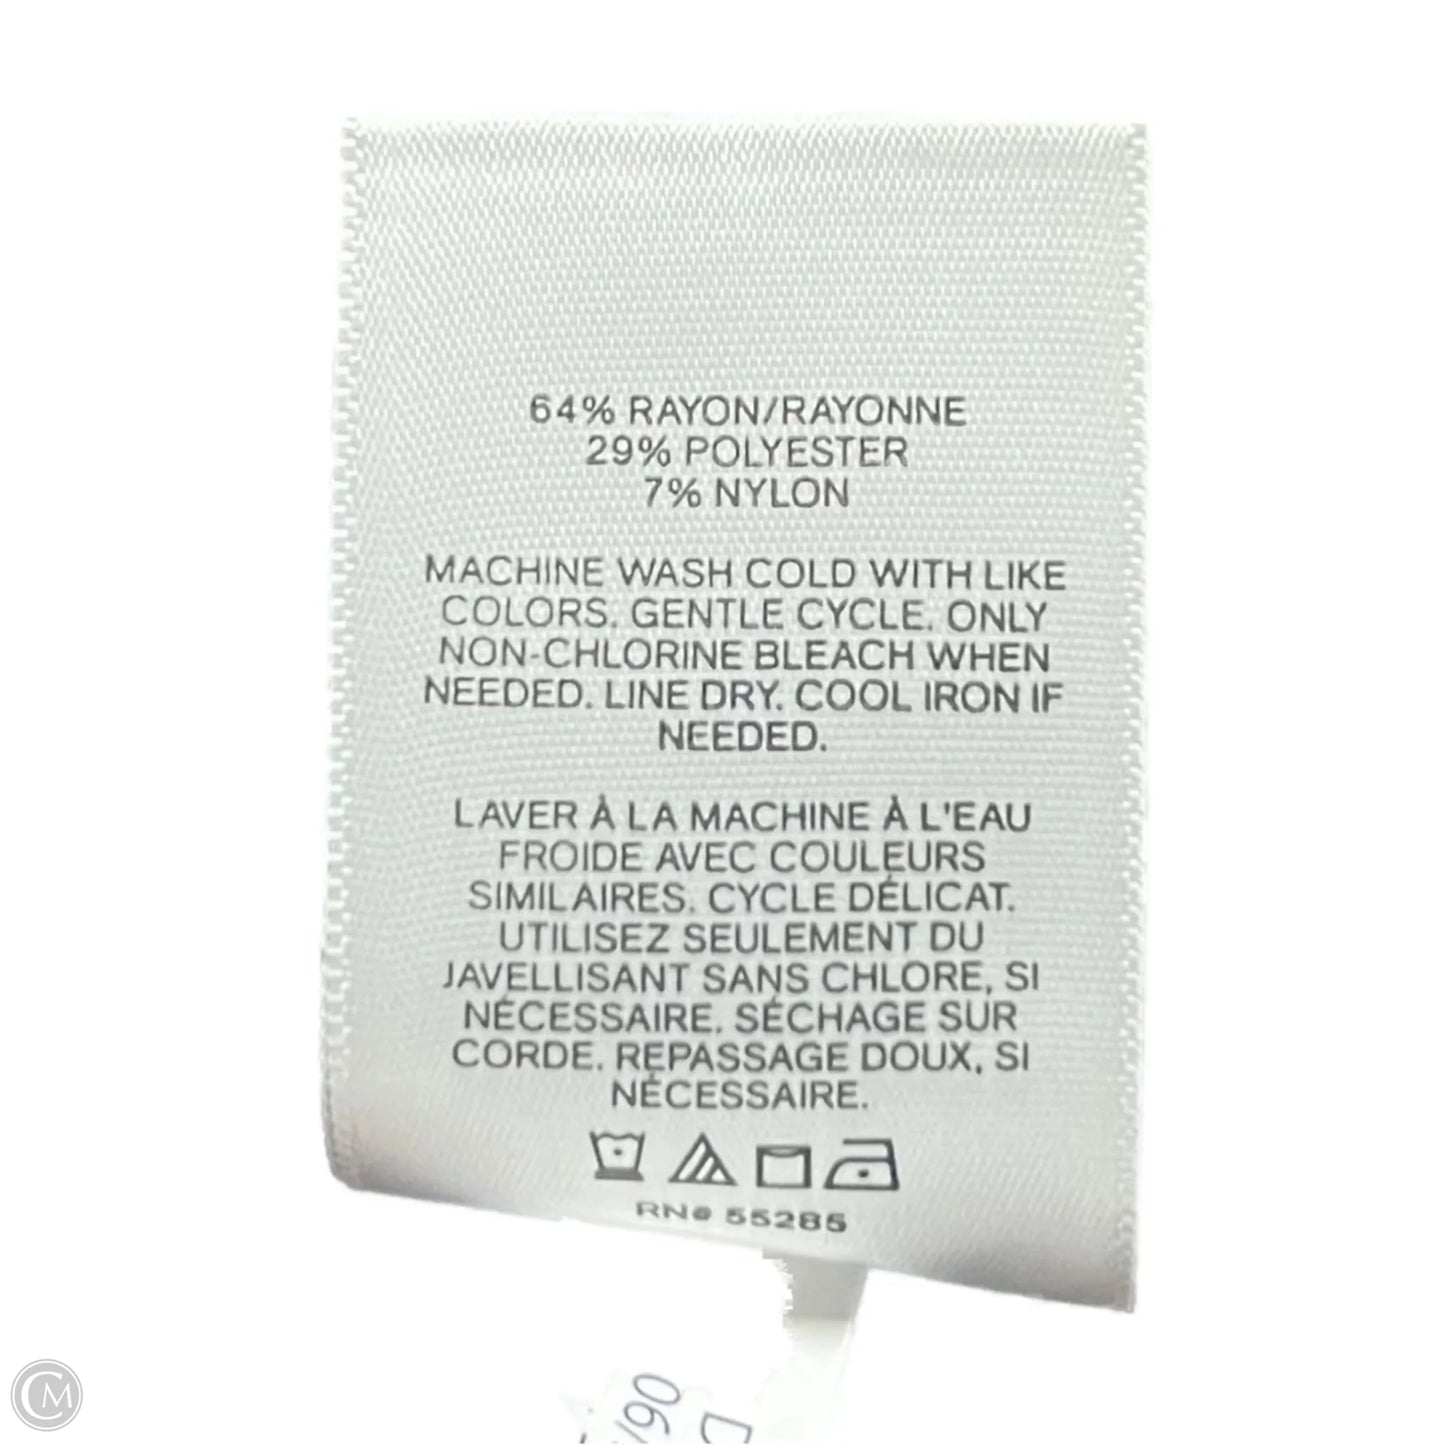 64% RAYON/RAYONNE
29% POLYESTER
7% NYLON
MACHINE WASH COLD WITH LIKE
COLORS. GENTLE CYCLE. ONLY
NON-CHLORINE BLEACH WHEN
NEEDED. LINE DRY. COOL IRON IF
NEEDED.
LAVER À LA MACHINE À L'EAU
FROIDE AVEC COULEURS
SIMILAIRES. CYCLE DÉLICAT.
UTILISEZ SEULEMENT DU
JAVELLISANT SANS CHLORE, SI
NÉCESSAIRE. SÉCHAGE SUR
CORDE. REPASSAGE DOUX, SI
NÉCESSAIRE.
RN# 55285
/90
CM